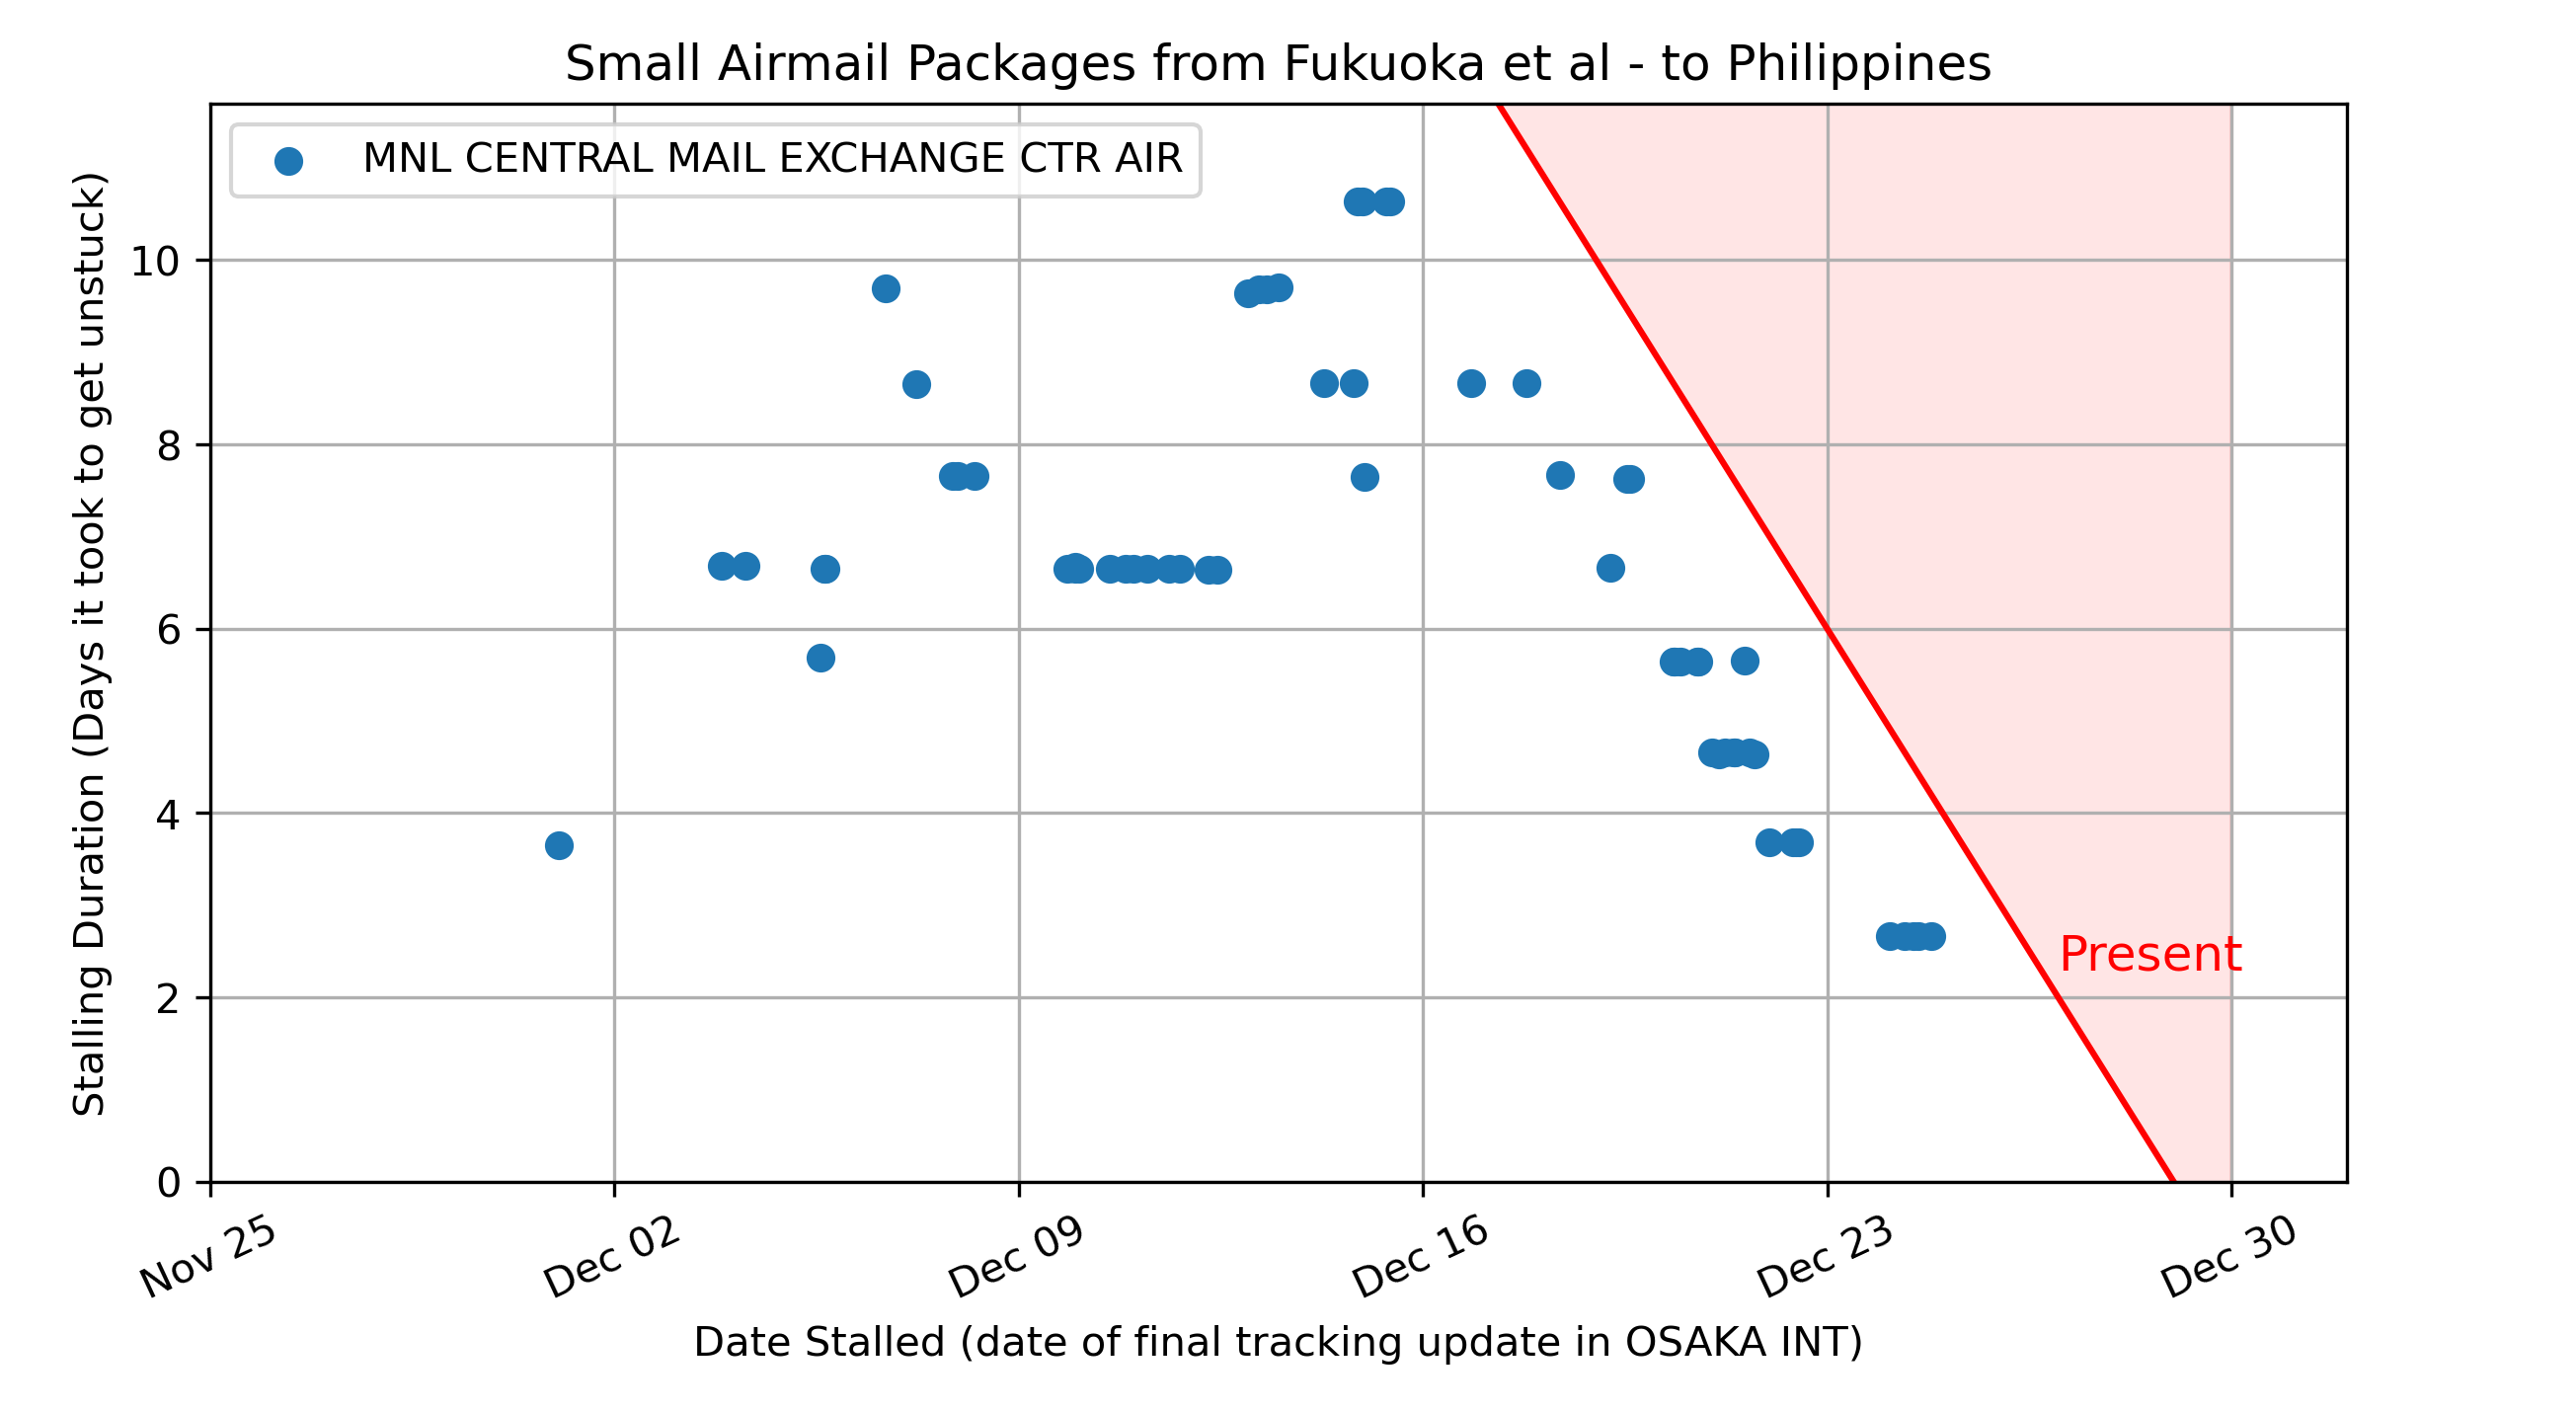 Small Airmail Packages from Fukuoka et al - to Philippines
MNL CENTRAL MAIL EXCHANGE CTR AIR
Stalling Duration (Days it took to get unstuck)
10
8
6
4
2
0
Present
Nov 25
Dec 02
Dec 09
Dec 16
Dec 23
Dec 30
Date Stalled (date of final tracking update in OSAKA INT)